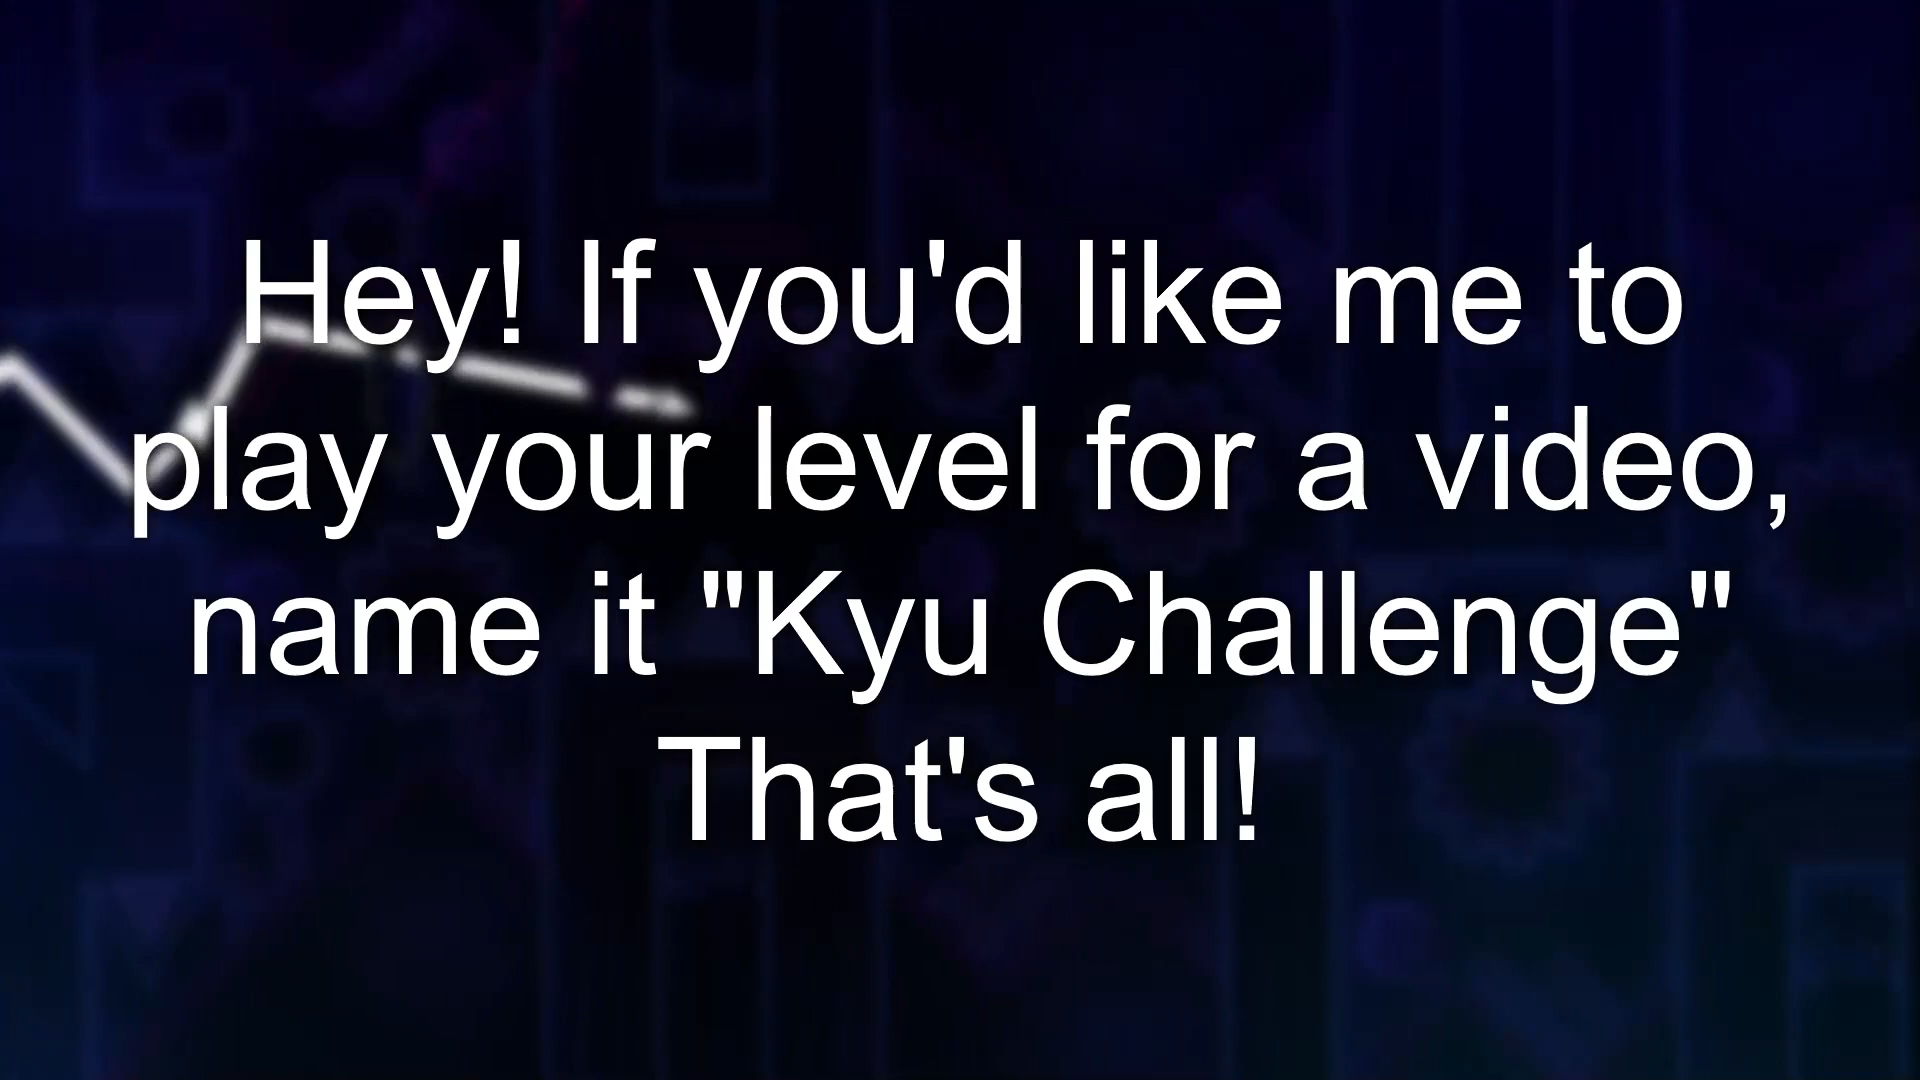 Hey! If you'd like me to
play your level for a video,
name it "Kyu Challenge"
That's all!